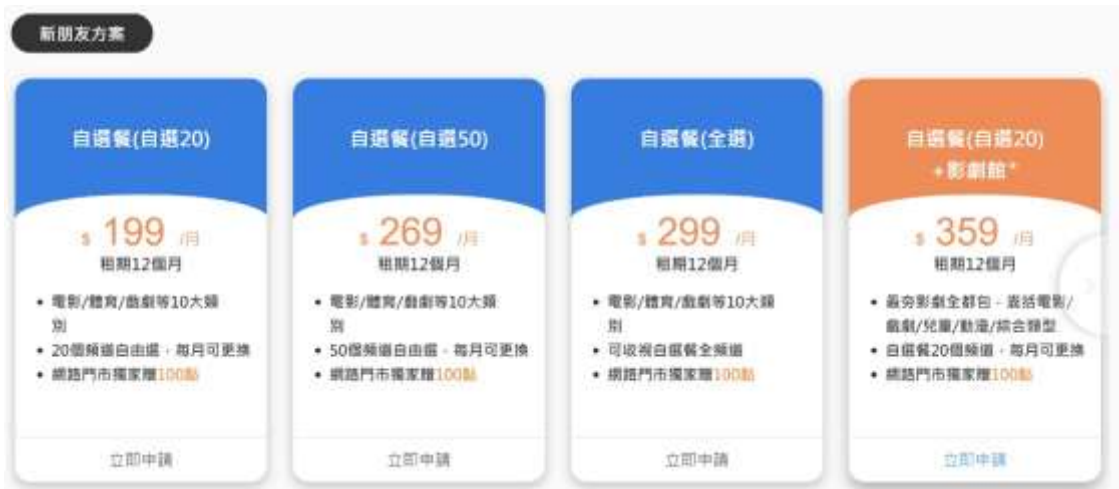 新朋友方案
自選餐(自選20)
$ 199 /月
租期12個月
• 電影/體育/戲劇等10大類
別
• 20個頻道自由選，每月可更換
• 網路門市獨家贈100點
立即申請
自選餐(自選50)
$ 269 /月
租期12個月
• 電影/體育/戲劇等10大類
別
• 50個頻道自由選，每月可更換
• 網路門市獨家贈100點
立即申請
自選餐(全選)
$ 299 /月
租期12個月
• 電影/體育/戲劇等10大類
別
• 可收視自選餐全頻道
• 網路門市獨家贈100點
立即申請
自選餐(自選20)
+影劇館+
$ 359 /月
租期12個月
• 最夯影劇全都包，囊括電影/
戲劇/兒童/動漫/綜合類型
• 自選餐20個頻道，每月可更換
• 網路門市獨家贈100點
立即申請